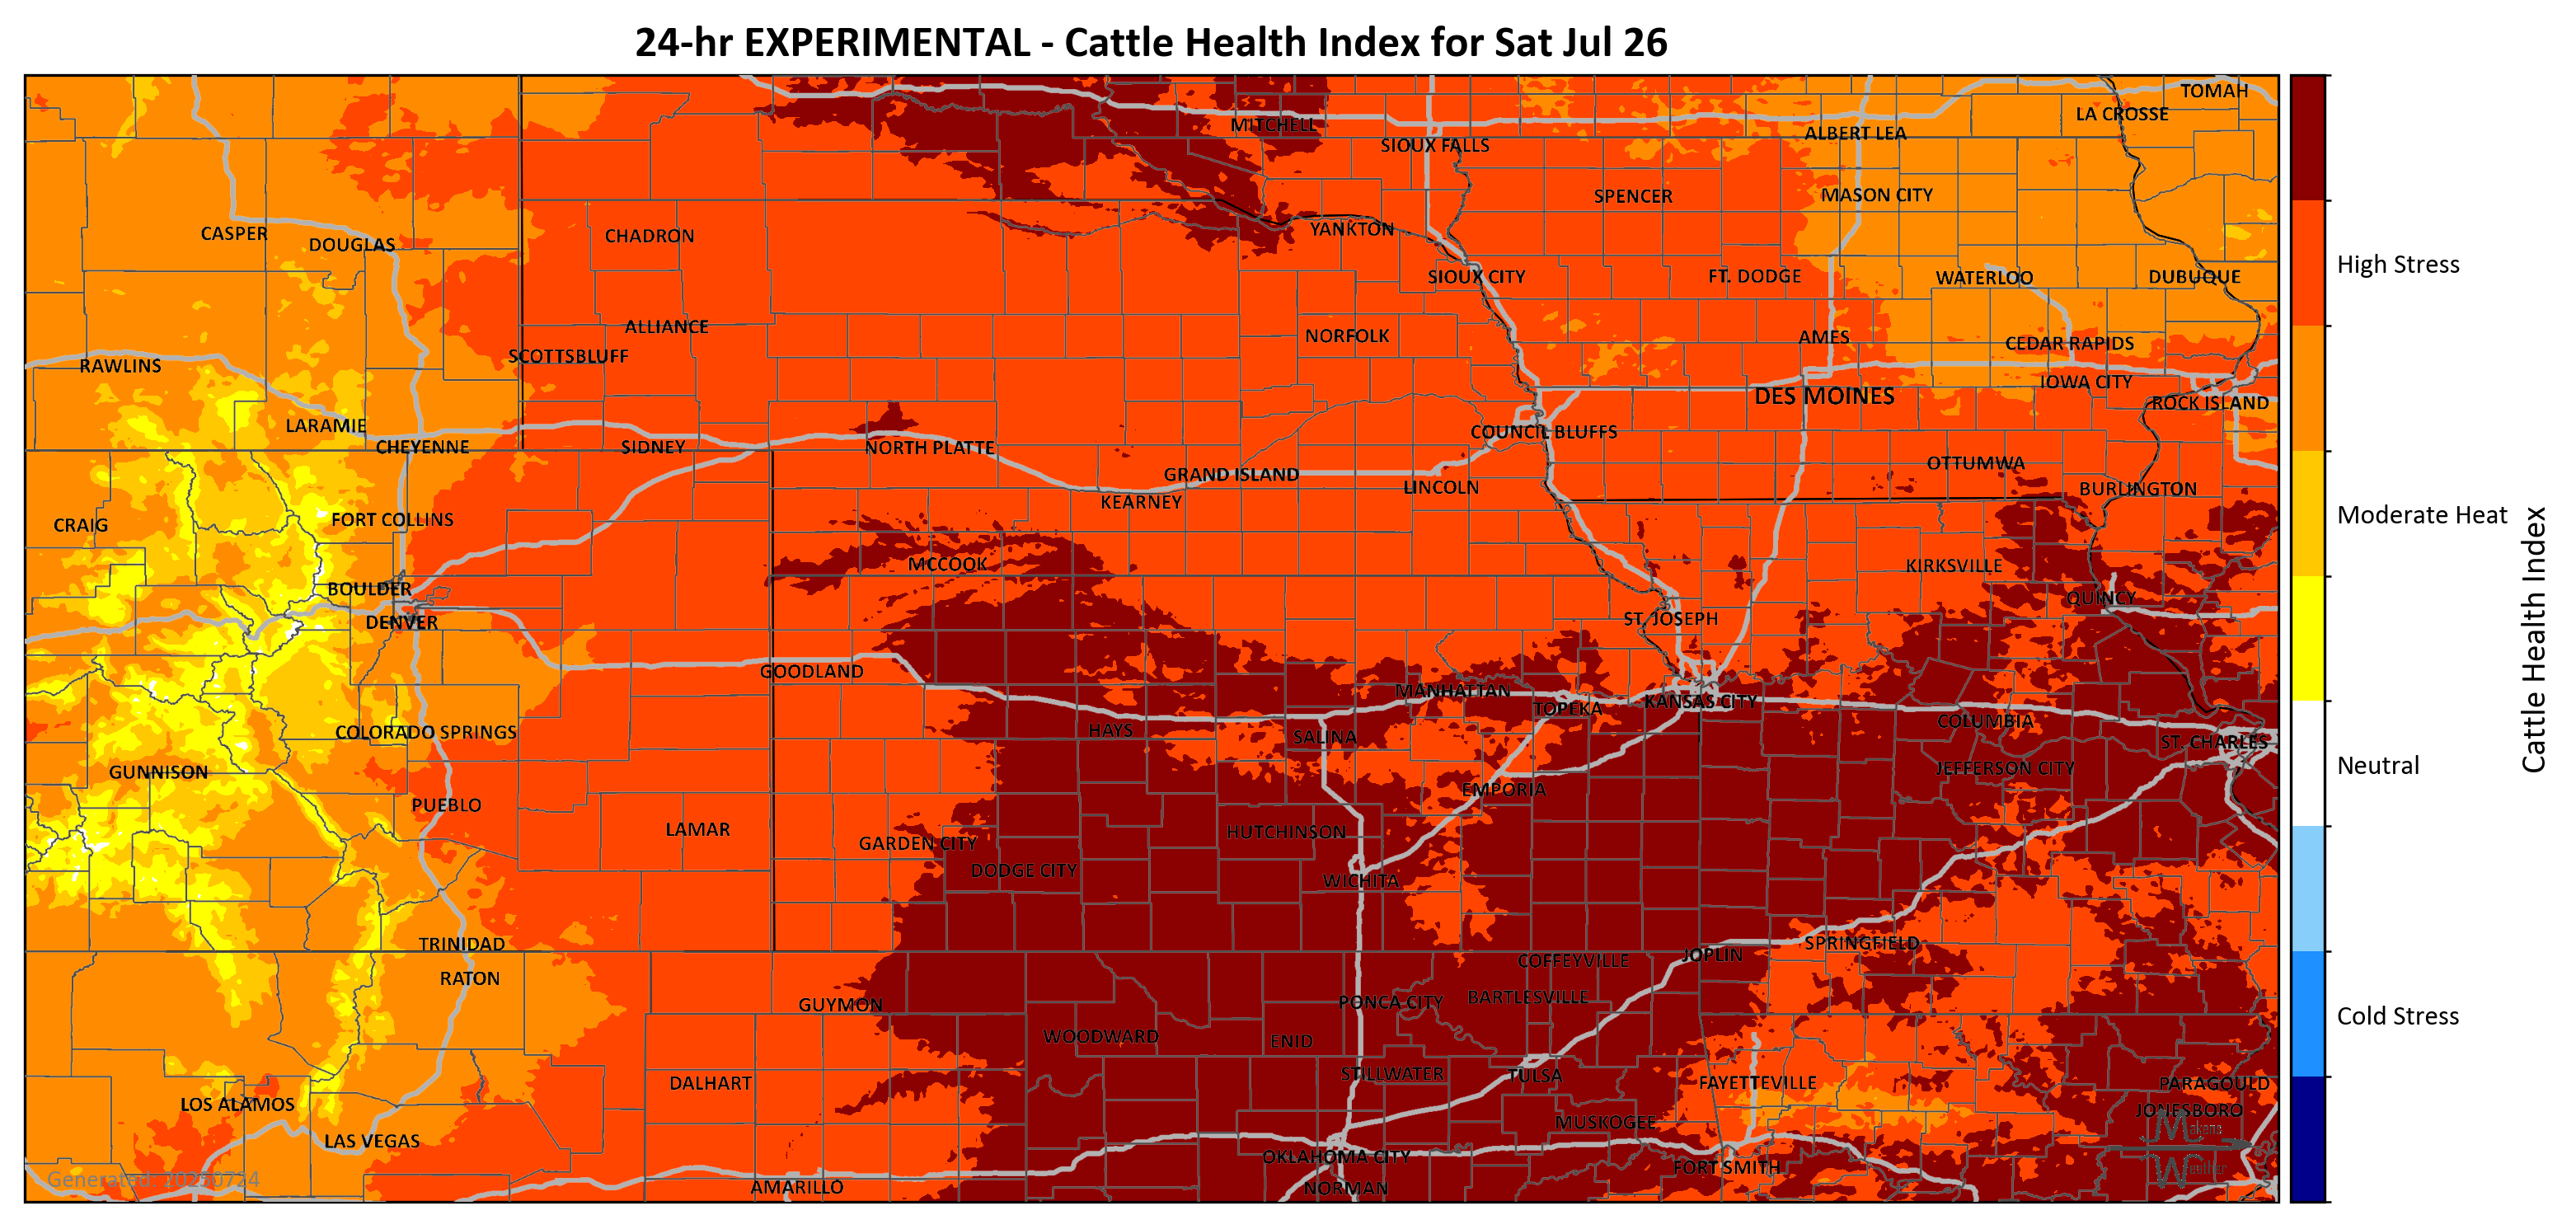 24-hr EXPERIMENTAL - Cattle Health Index for Sat Jul 26
TOMAH
LA CROSSE
MITCHELL
ALBERT LEA
SIOUX FALLS
SPENCER
MASON CITY
CASPER
DOUGLAS
CHADRON
YANKTON
SIOUX CITY
FT. DODGE
WATERLOO
DUBUQUE
High Stress
ALLIANCE
NORFOLK
AMES
CEDAR RAPIDS
SCOTTSBLUFF
RAWLINS
IOWA CITY
DES MOINES
ROCK ISLAND
LARAMIE
COUNCIL BLUFFS
CHEYENNE
SIDNEY
NORTH PLATTE
OTTUMWA
GRAND ISLAND
LINCOLN
BURLINGTON
KEARNEY
Moderate Heat
CRAIG
FORT COLLINS
MCCOOK
KIRKSVILLE
BOULDER
QUINCY
DENVER
ST. JOSEPH
Cattle Health Index
GOODLAND
MANHATTAN
KANSAS CITY
TOPEKA
COLUMBIA
COLORADO SPRINGS
HAYS
SALINA
ST. CHARLES
GUNNISON
JEFFERSON CITY
Neutral
EMPORIA
PUEBLO
LAMAR
HUTCHINSON
GARDEN CITY
DODGE CITY
WICHITA
TRINIDAD
SPRINGFIELD
JOPLIN
COFFEYVILLE
RATON
BARTLESVILLE
PONCA CITY
GUYMON
Cold Stress
WOODWARD
ENID
STILLWATER
TULSA
DALHART
FAYETTEVILLE
PARAGOULD
LOS ALAMOS
JONESBORO
MUSKOGEE
Makens
LAS VEGAS
OKLAHOMA CITY
FORT SMITH
Weather
Generated: 20250724
AMARILLO
NORMAN